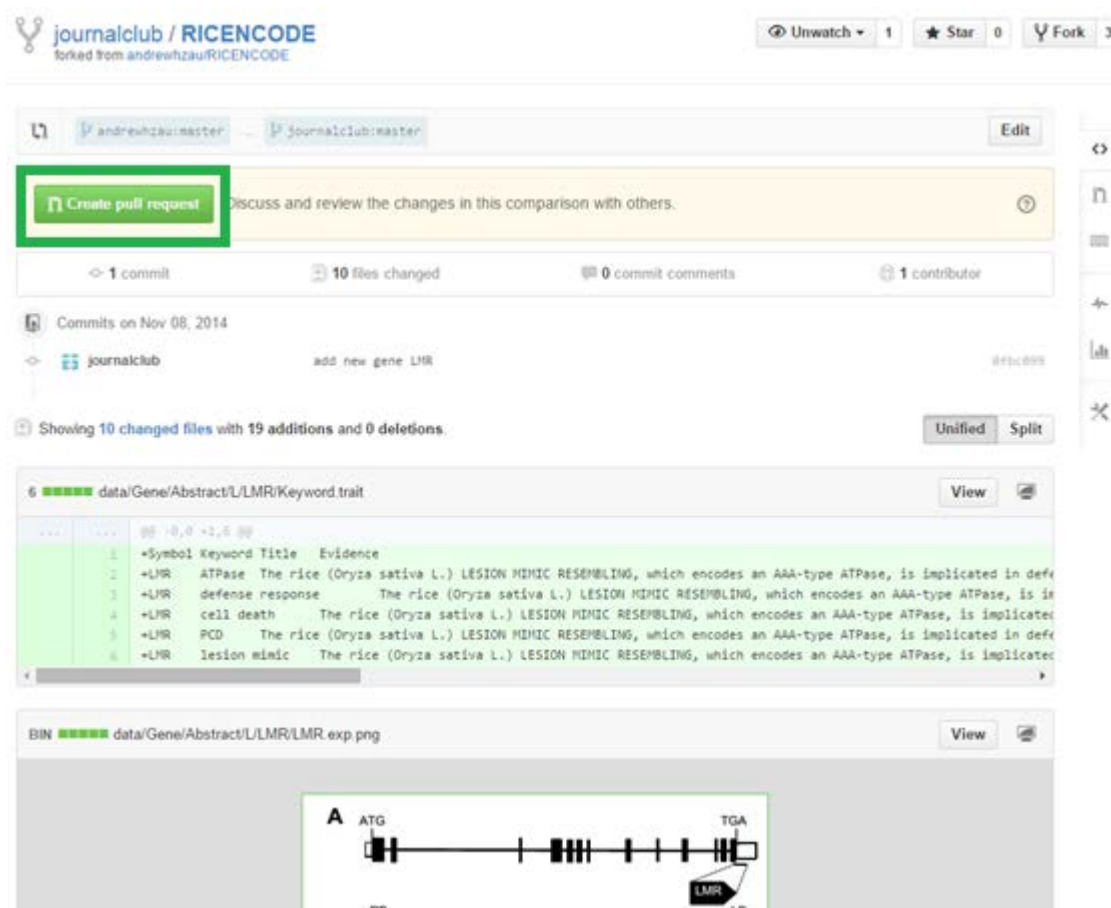 journalclub / RICENCODE
forked from andrewhzau/RICENCODE
Unwatch 1 Star 0 Fork 3
andrewhzau:master ... journalclub:master Edit
Create pull request Discuss and review the changes in this comparison with others.
1 commit 10 files changed 0 commit comments 1 contributor
Commits on Nov 08, 2014
journalclub add new gene LMR
Showing 10 changed files with 19 additions and 0 deletions. Unified Split
6 data/Gene/Abstract/L/LMR/Keyword.trait View
... ... @@ -0,0 +1,6 @@
1 +Symbol Keyword Title Evidence
2 +LMR ATPase The rice (Oryza sativa L.) LESION MIMIC RESEMBLING, which encodes an AAA-type ATPase, is implicated in defe
3 +LMR defense response The rice (Oryza sativa L.) LESION MIMIC RESEMBLING, which encodes an AAA-type ATPase, is im
4 +LMR cell death The rice (Oryza sativa L.) LESION MIMIC RESEMBLING, which encodes an AAA-type ATPase, is implicated
5 +LMR PCD The rice (Oryza sativa L.) LESION MIMIC RESEMBLING, which encodes an AAA-type ATPase, is implicated in defe
6 +LMR lesion mimic The rice (Oryza sativa L.) LESION MIMIC RESEMBLING, which encodes an AAA-type ATPase, is implicated
BIN data/Gene/Abstract/L/LMR/LMR.exp.png View
A ATG TGA
LMR